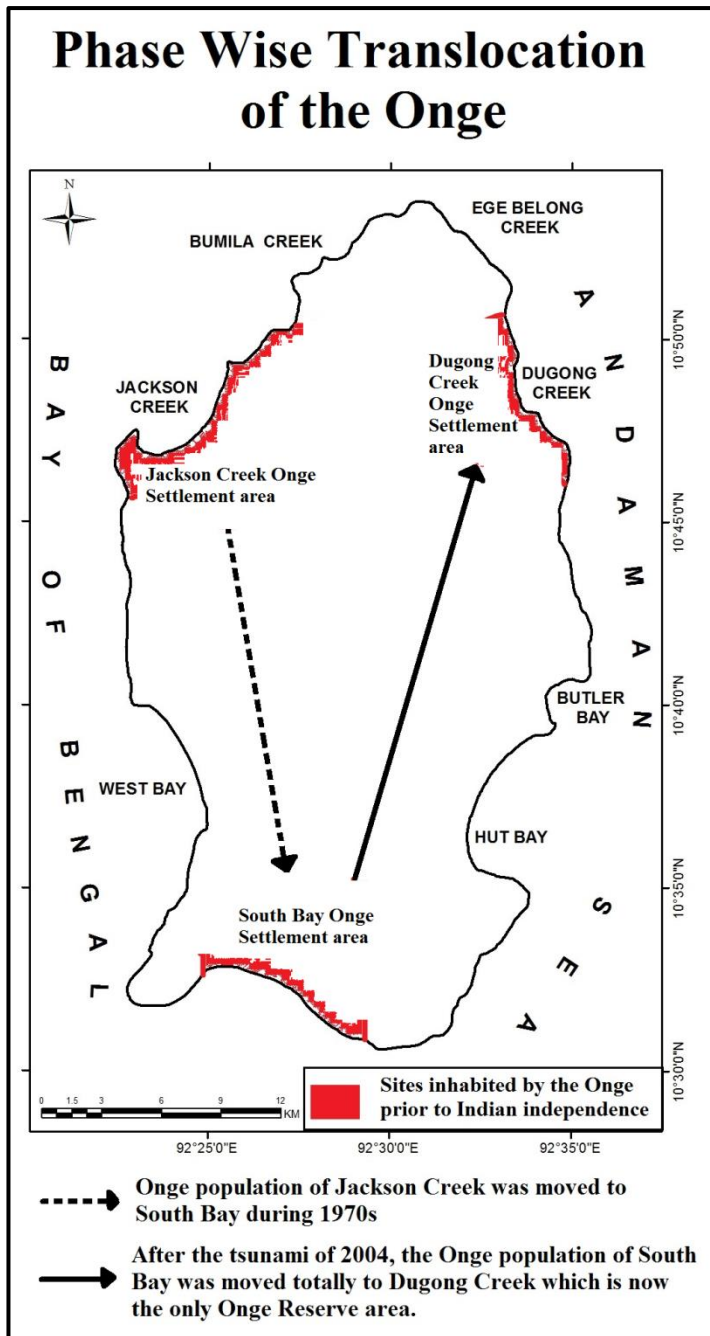 Phase Wise Translocation
of the Onge
N
EGE BELONG
CREEK
BUMILA CREEK
ANDAMAN SEA
BAY OF BENGAL
10°50'0"N
Dugong
Creek
Onge
Settlement
area
DUGONG
CREEK
JACKSON
CREEK
Jackson Creek Onge
Settlement area
10°45'0"N
10°40'0"N
BUTLER
BAY
WEST BAY
HUT BAY
10°35'0"N
South Bay Onge
Settlement area
10°30'0"N
Sites inhabited by the Onge
prior to Indian independence
0 1.5 3 6 9 12
KM
92°25'0"E 92°30'0"E 92°35'0"E
Onge population of Jackson Creek was moved to
South Bay during 1970s
After the tsunami of 2004, the Onge population of South
Bay was moved totally to Dugong Creek which is now
the only Onge Reserve area.